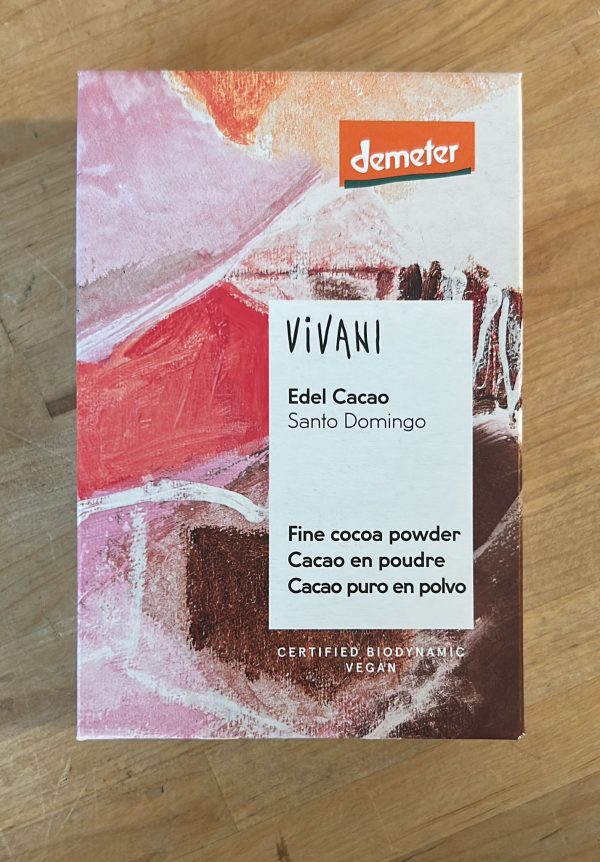 demeter
ViVANI
Edel Cacao
Santo Domingo
Fine cocoa powder
Cacao en poudre
Cacao puro en polvo
CERTIFIED BIODYNAMIC
VEGAN